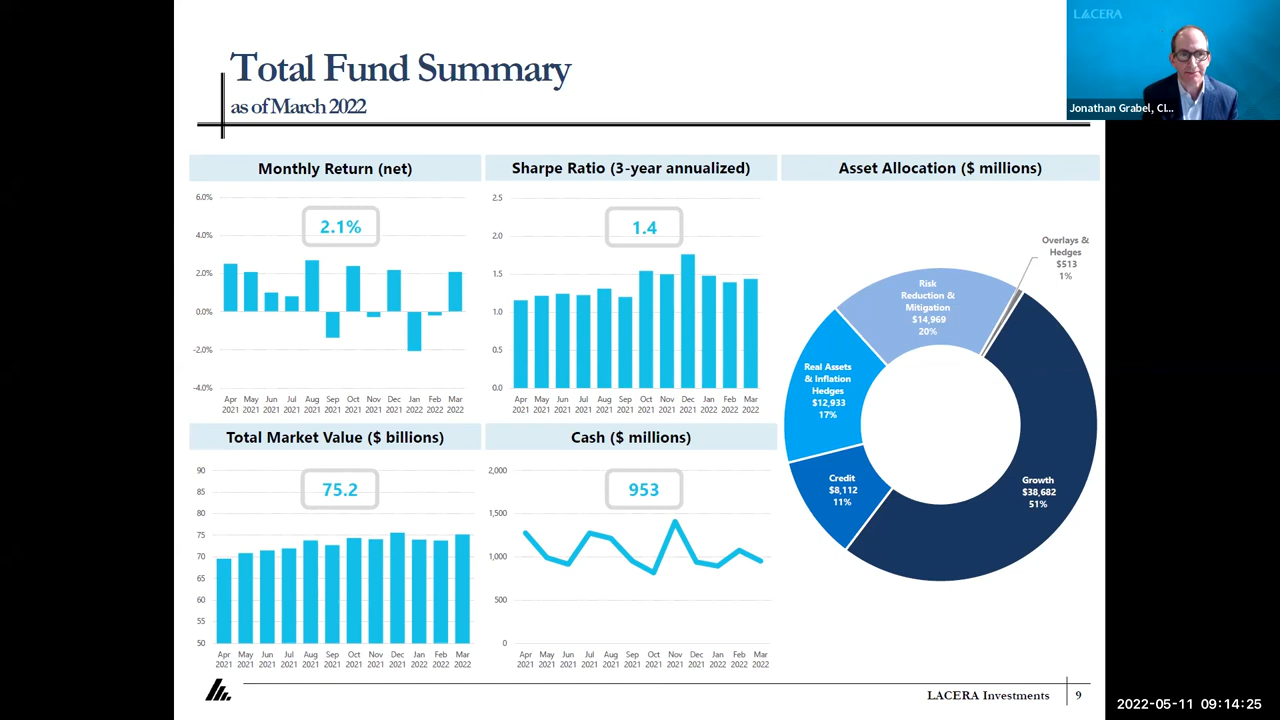 Total Fund Summary
as of March 2022
LACERA
Jonathan Grabel, CI...
Monthly Return (net)
6.0%
4.0%
2.0%
0.0%
-2.0%
-4.0%
2.1%
Apr May Jun Jul Aug Sep Oct Nov Dec Jan Feb Mar
2021 2021 2021 2021 2021 2021 2021 2021 2021 2022 2022 2022
Sharpe Ratio (3-year annualized)
2.5
2.0
1.5
1.0
0.5
0.0
1.4
Apr May Jun Jul Aug Sep Oct Nov Dec Jan Feb Mar
2021 2021 2021 2021 2021 2021 2021 2021 2021 2022 2022 2022
Asset Allocation ($ millions)
Overlays &
Hedges
$513
1%
Risk
Reduction &
Mitigation
$14,969
20%
Real Assets
& Inflation
Hedges
$12,933
17%
Credit
$8,112
11%
Growth
$38,682
51%
Total Market Value ($ billions)
90
85
80
75
70
65
60
55
50
75.2
Apr May Jun Jul Aug Sep Oct Nov Dec Jan Feb Mar
2021 2021 2021 2021 2021 2021 2021 2021 2021 2022 2022 2022
Cash ($ millions)
2,000
1,500
1,000
500
0
953
Apr May Jun Jul Aug Sep Oct Nov Dec Jan Feb Mar
2021 2021 2021 2021 2021 2021 2021 2021 2021 2022 2022 2022
LACERA Investments
9
2022-05-11 09:14:25